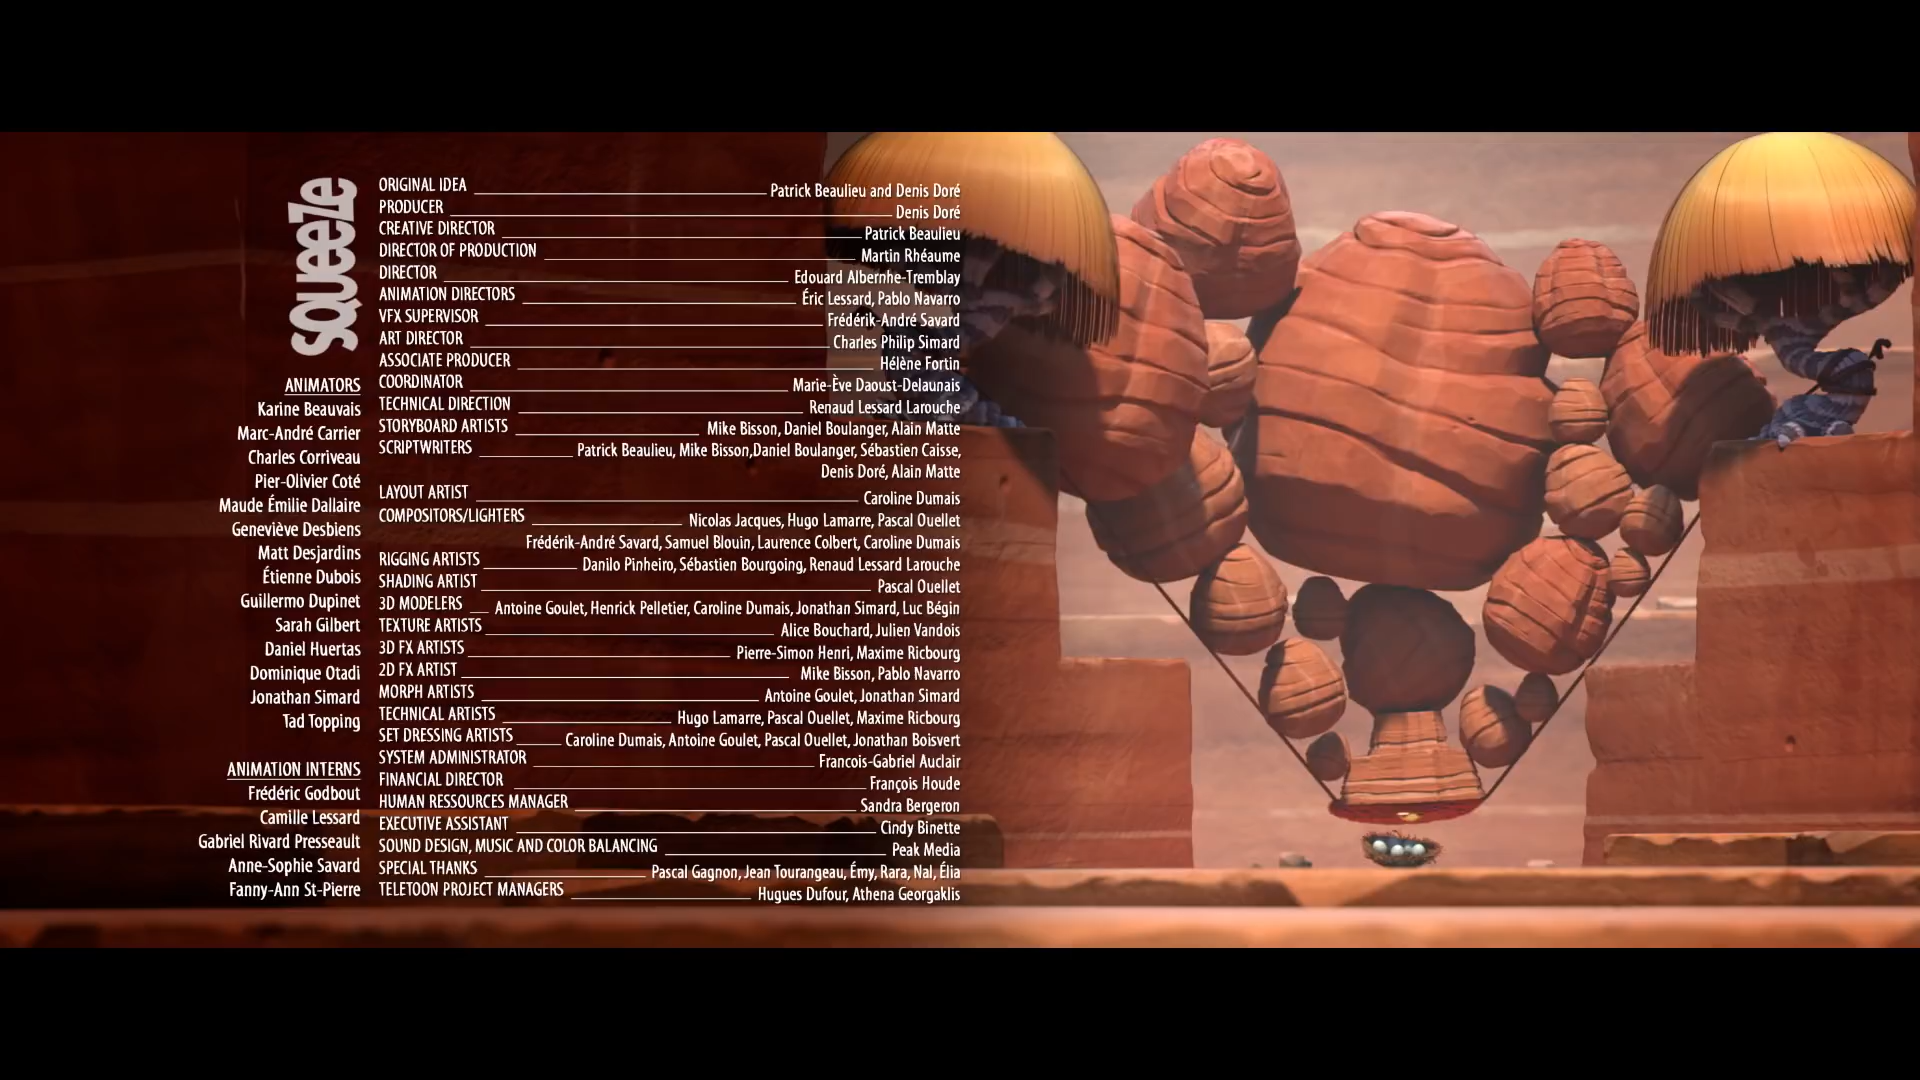 squeeze
ORIGINAL IDEA Patrick Beaulieu and Denis Doré
PRODUCER Denis Doré
CREATIVE DIRECTOR Patrick Beaulieu
DIRECTOR OF PRODUCTION Martin Rhéaume
DIRECTOR Edouard Albernhe-Tremblay
ANIMATION DIRECTORS Éric Lessard, Pablo Navarro
VFX SUPERVISOR Frédérik-André Savard
ART DIRECTOR Charles Philip Simard
ASSOCIATE PRODUCER Hélène Fortin
COORDINATOR Marie-Ève Daoust-Delaunais
TECHNICAL DIRECTION Renaud Lessard Larouche
STORYBOARD ARTISTS Mike Bisson, Daniel Boulanger, Alain Matte
SCRIPTWRITERS Patrick Beaulieu, Mike Bisson,Daniel Boulanger, Sébastien Caisse,
Denis Doré, Alain Matte
LAYOUT ARTIST Caroline Dumais
COMPOSITORS/LIGHTERS Nicolas Jacques, Hugo Lamarre, Pascal Ouellet
Frédérik-André Savard, Samuel Blouin, Laurence Colbert, Caroline Dumais
RIGGING ARTISTS Danilo Pinheiro, Sébastien Bourgoing, Renaud Lessard Larouche
SHADING ARTIST Pascal Ouellet
3D MODELERS Antoine Goulet, Henrick Pelletier, Caroline Dumais, Jonathan Simard, Luc Bégin
TEXTURE ARTISTS Alice Bouchard, Julien Vandois
3D FX ARTISTS Pierre-Simon Henri, Maxime Ricbourg
2D FX ARTIST Mike Bisson, Pablo Navarro
MORPH ARTISTS Antoine Goulet, Jonathan Simard
TECHNICAL ARTISTS Hugo Lamarre, Pascal Ouellet, Maxime Ricbourg
SET DRESSING ARTISTS Caroline Dumais, Antoine Goulet, Pascal Ouellet, Jonathan Boisvert
SYSTEM ADMINISTRATOR Francois-Gabriel Auclair
FINANCIAL DIRECTOR François Houde
HUMAN RESSOURCES MANAGER Sandra Bergeron
EXECUTIVE ASSISTANT Cindy Binette
SOUND DESIGN, MUSIC AND COLOR BALANCING Peak Media
SPECIAL THANKS Pascal Gagnon, Jean Tourangeau, Émy, Rara, Nal, Élia
TELETOON PROJECT MANAGERS Hugues Dufour, Athena Georgaklis
ANIMATORS
Karine Beauvais
Marc-André Carrier
Charles Corriveau
Pier-Olivier Coté
Maude Émilie Dallaire
Geneviève Desbiens
Matt Desjardins
Étienne Dubois
Guillermo Dupinet
Sarah Gilbert
Daniel Huertas
Dominique Otadi
Jonathan Simard
Tad Topping
ANIMATION INTERNS
Frédéric Godbout
Camille Lessard
Gabriel Rivard Presseault
Anne-Sophie Savard
Fanny-Ann St-Pierre